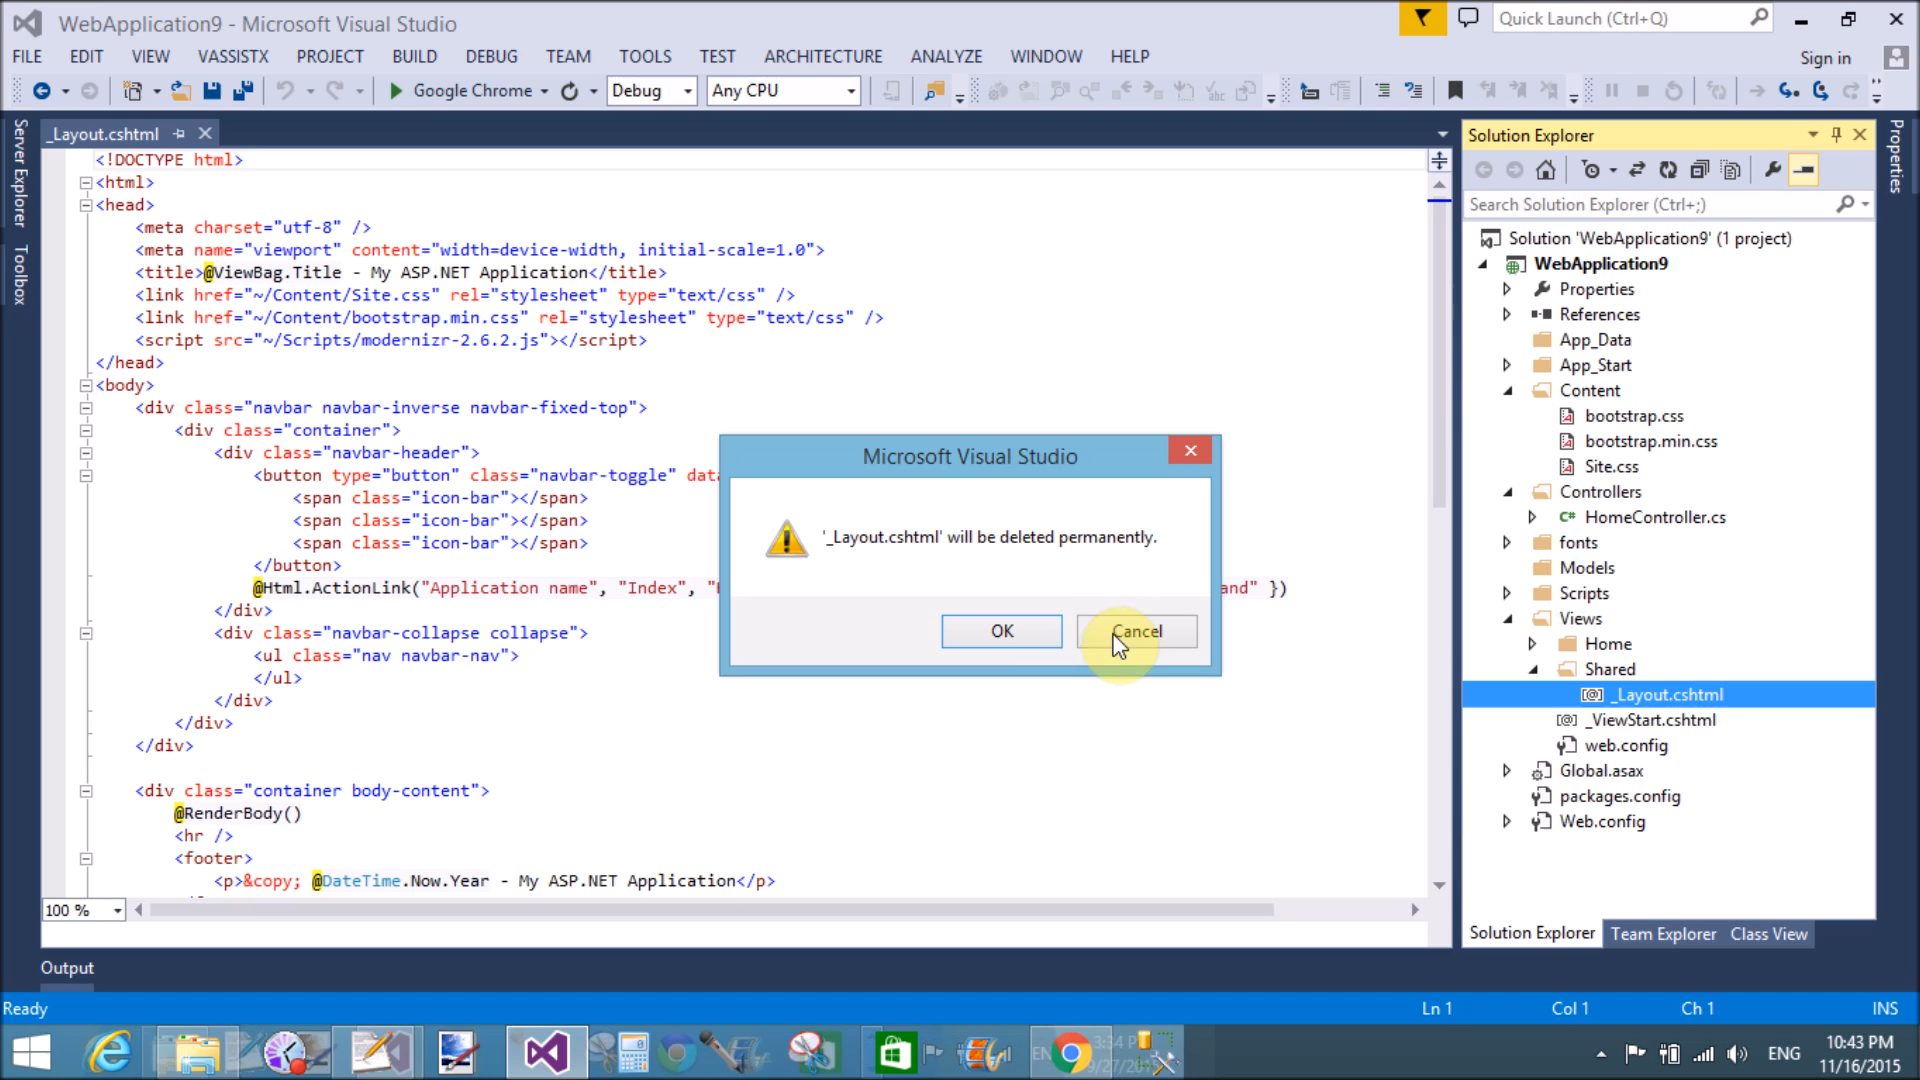 WebApplication9 - Microsoft Visual Studio
Quick Launch (Ctrl+Q)
FILE EDIT VIEW VASSISTX PROJECT BUILD DEBUG TEAM TOOLS TEST ARCHITECTURE ANALYZE WINDOW HELP
Sign in
Google Chrome Debug Any CPU
Server Explorer
Toolbox
_Layout.cshtml
<!DOCTYPE html>
<html>
<head>
<meta charset="utf-8" />
<meta name="viewport" content="width=device-width, initial-scale=1.0">
<title>@ViewBag.Title - My ASP.NET Application</title>
<link href="~/Content/Site.css" rel="stylesheet" type="text/css" />
<link href="~/Content/bootstrap.min.css" rel="stylesheet" type="text/css" />
<script src="~/Scripts/modernizr-2.6.2.js"></script>
</head>
<body>
<div class="navbar navbar-inverse navbar-fixed-top">
<div class="container">
<div class="navbar-header">
<button type="button" class="navbar-toggle" data
<span class="icon-bar"></span>
<span class="icon-bar"></span>
<span class="icon-bar"></span>
</button>
@Html.ActionLink("Application name", "Index", " and" })
</div>
<div class="navbar-collapse collapse">
<ul class="nav navbar-nav">
</ul>
</div>
</div>
</div>
<div class="container body-content">
@RenderBody()
<hr />
<footer>
<p>&copy; @DateTime.Now.Year - My ASP.NET Application</p>
100 %
Microsoft Visual Studio
'_Layout.cshtml' will be deleted permanently.
OK Cancel
Solution Explorer
Search Solution Explorer (Ctrl+;)
Solution 'WebApplication9' (1 project)
WebApplication9
Properties
References
App_Data
App_Start
Content
bootstrap.css
bootstrap.min.css
Site.css
Controllers
C# HomeController.cs
fonts
Models
Scripts
Views
Home
Shared
_Layout.cshtml
_ViewStart.cshtml
web.config
Global.asax
packages.config
Web.config
Solution Explorer Team Explorer Class View
Properties
Output
Ready Ln 1 Col 1 Ch 1 INS
ENG
10:43 PM
11/16/2015